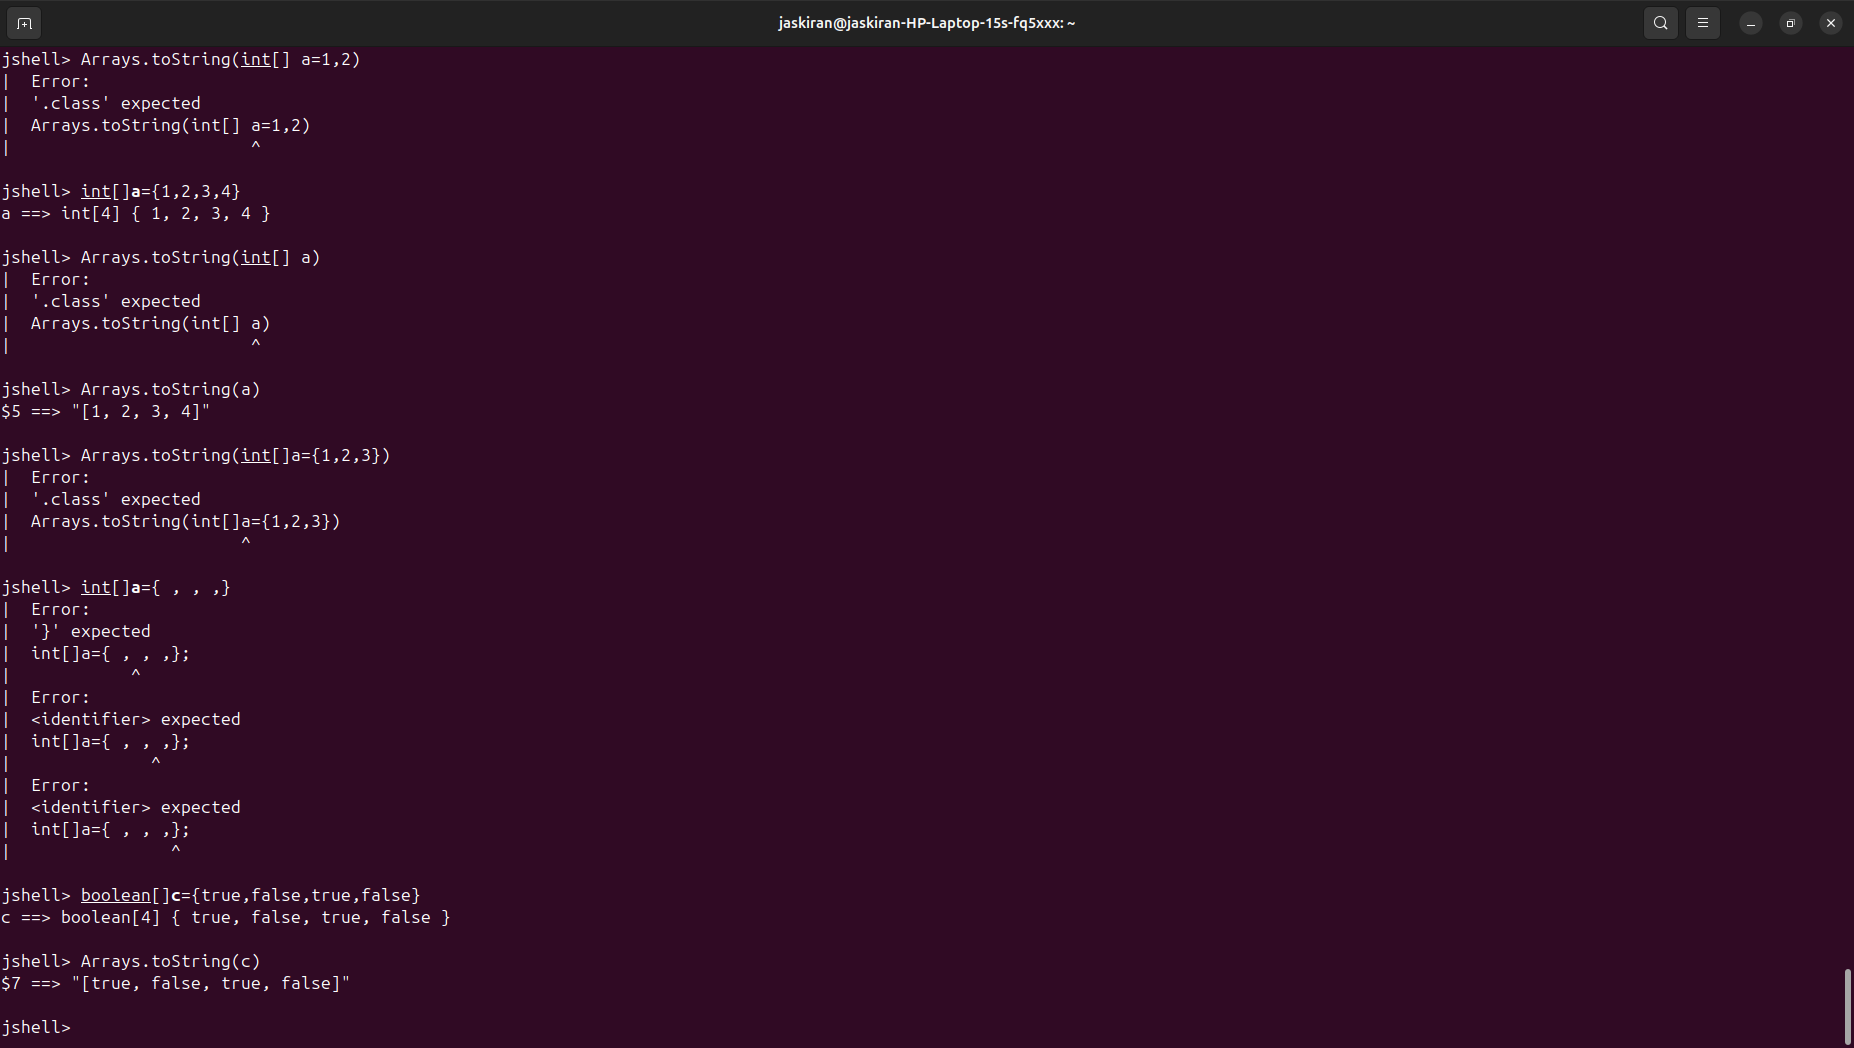 jaskiran@jaskiran-HP-Laptop-15s-fq5xxx: ~
jshell> Arrays.toString(int[] a=1,2)
|  Error:
|  '.class' expected
|  Arrays.toString(int[] a=1,2)
|                        ^
jshell> int[]a={1,2,3,4}
a ==> int[4] { 1, 2, 3, 4 }
jshell> Arrays.toString(int[] a)
|  Error:
|  '.class' expected
|  Arrays.toString(int[] a)
|                        ^
jshell> Arrays.toString(a)
$5 ==> "[1, 2, 3, 4]"
jshell> Arrays.toString(int[]a={1,2,3})
|  Error:
|  '.class' expected
|  Arrays.toString(int[]a={1,2,3})
|                       ^
jshell> int[]a={ , , ,}
|  Error:
|  '}' expected
|  int[]a={ , , ,};
|            ^
|  Error:
|  <identifier> expected
|  int[]a={ , , ,};
|              ^
|  Error:
|  <identifier> expected
|  int[]a={ , , ,};
|                ^
jshell> boolean[]c={true,false,true,false}
c ==> boolean[4] { true, false, true, false }
jshell> Arrays.toString(c)
$7 ==> "[true, false, true, false]"
jshell>